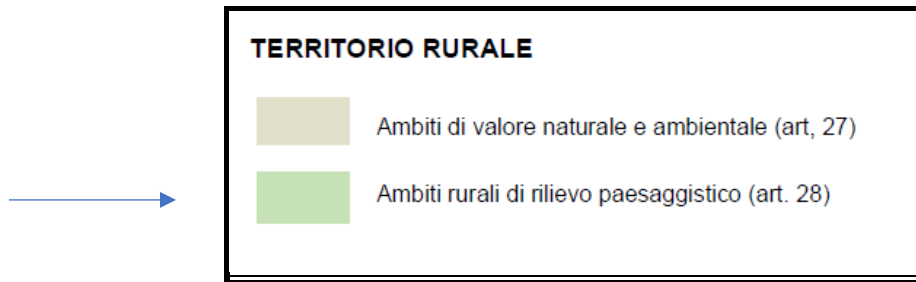 TERRITORIO RURALE
Ambiti di valore naturale e ambientale (art, 27)
Ambiti rurali di rilievo paesaggistico (art. 28)